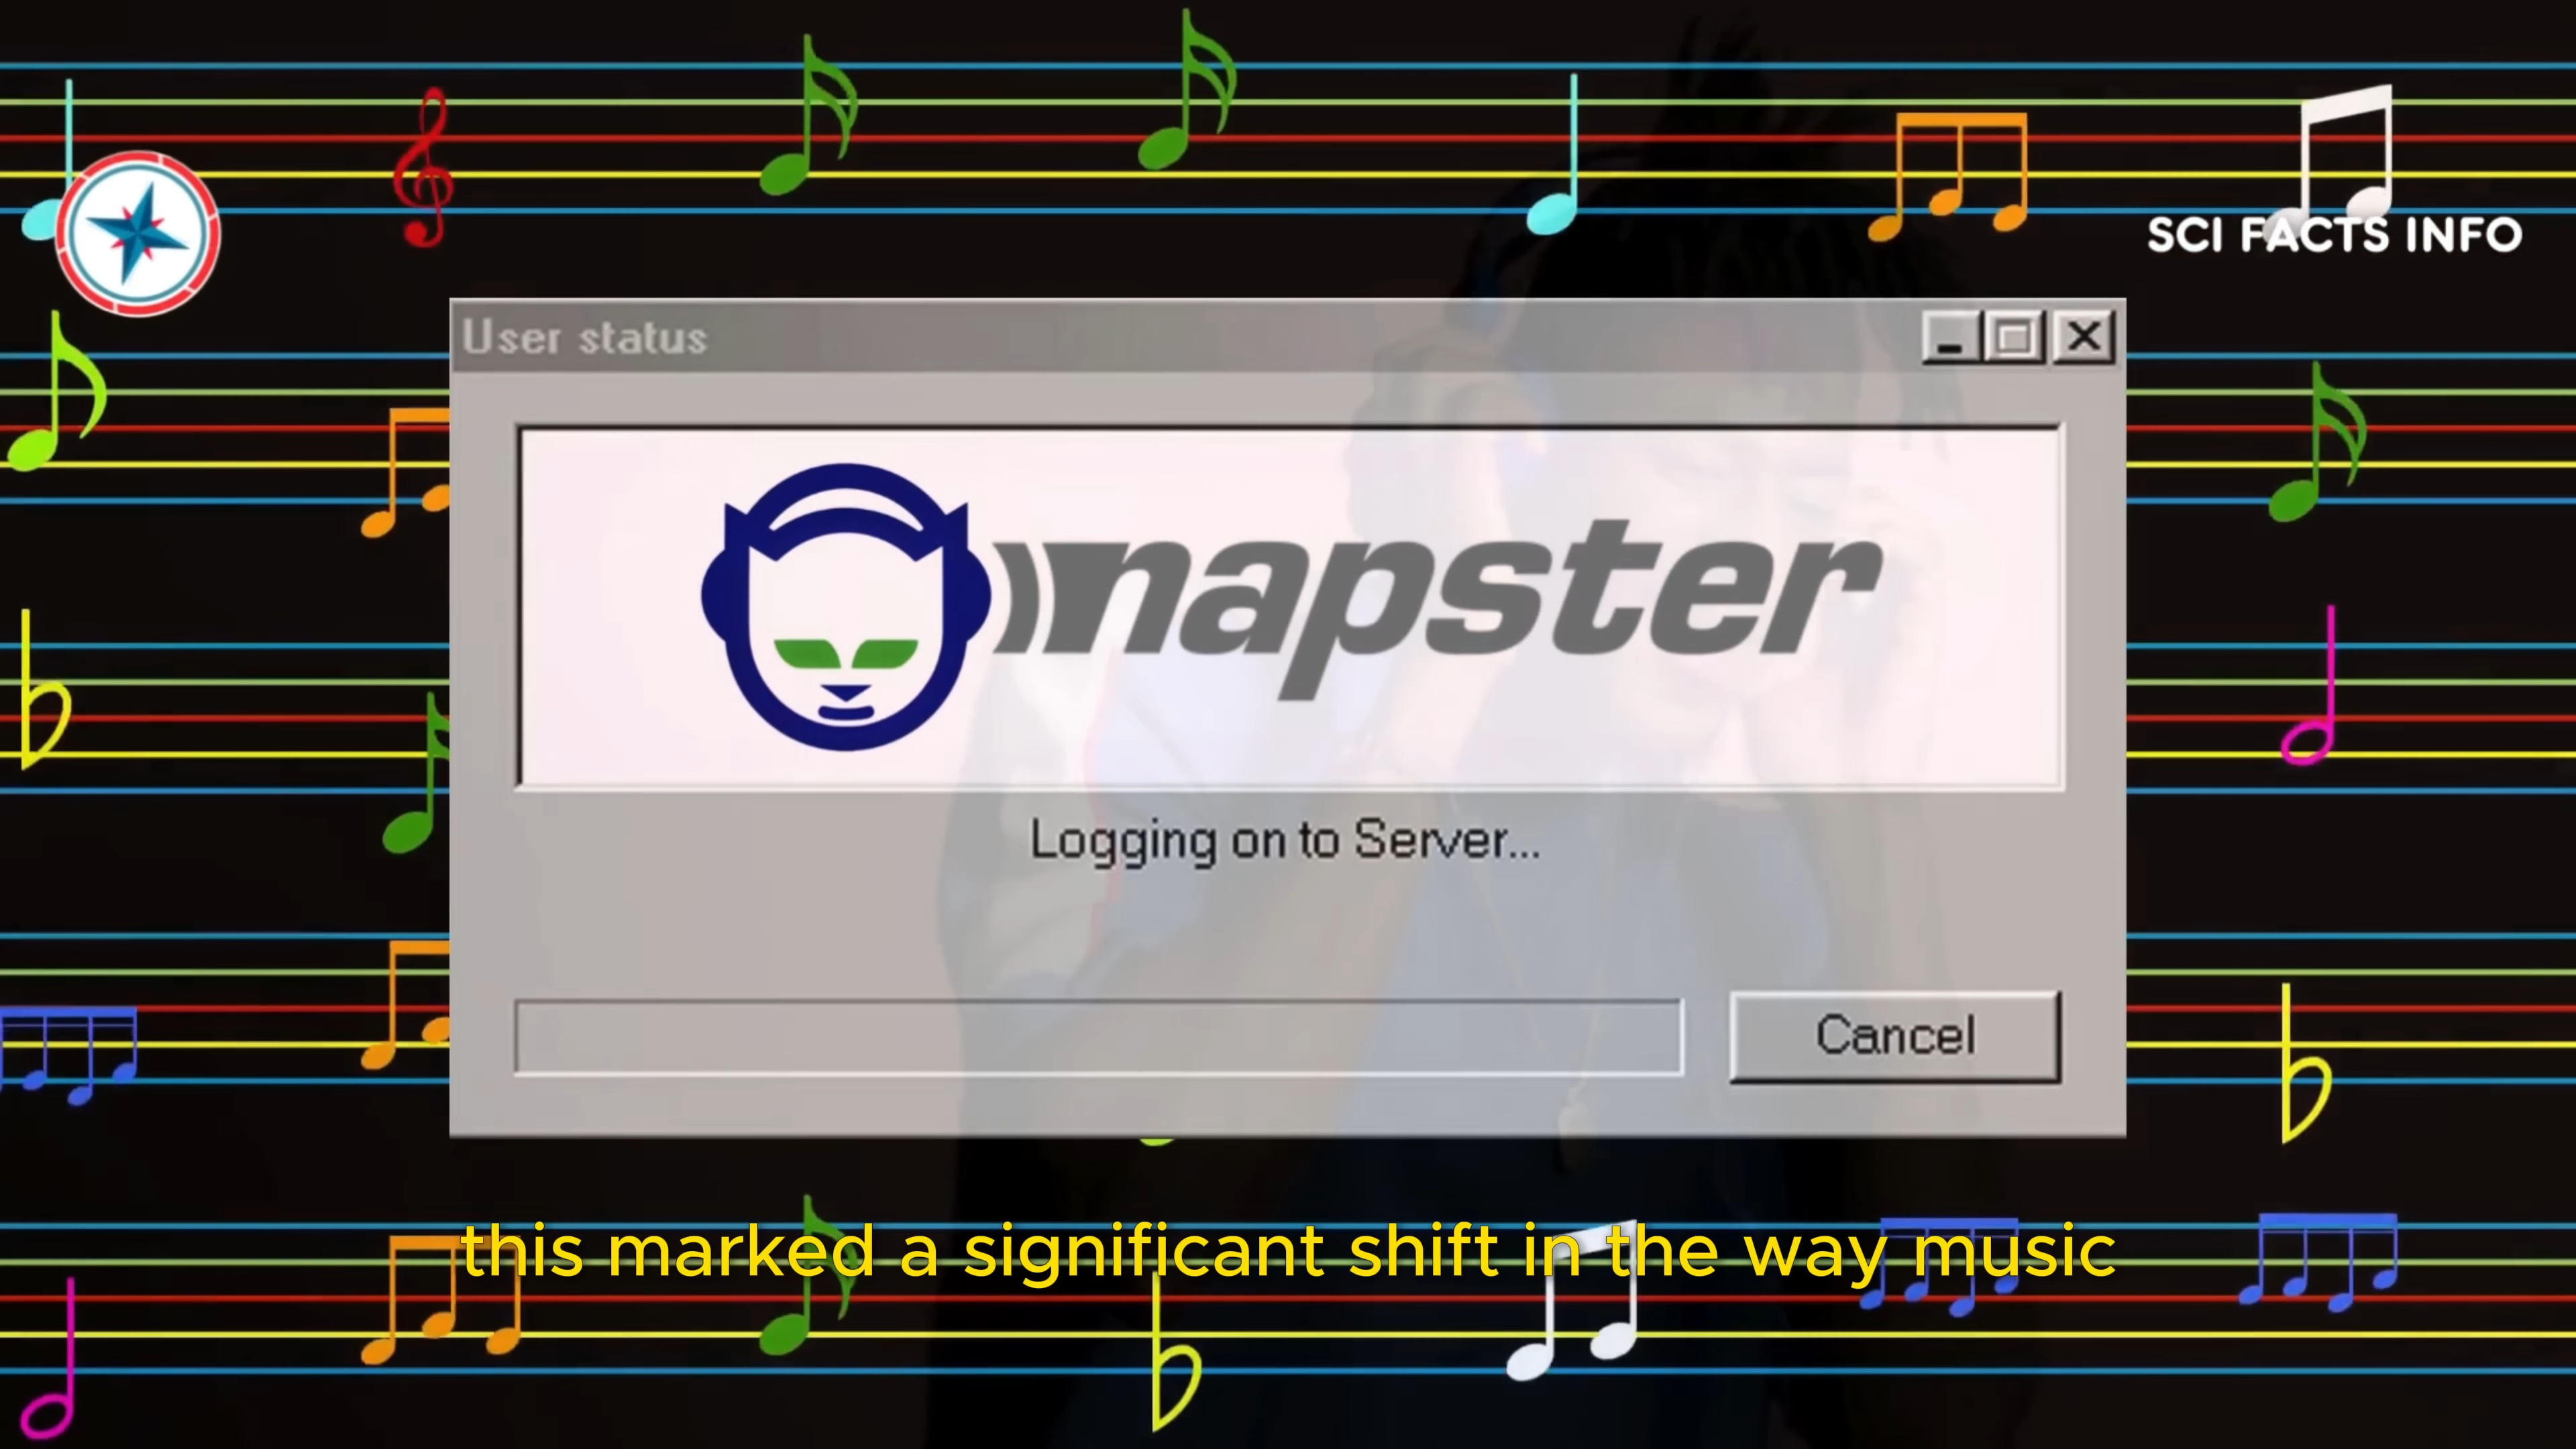 SCI FACTS INFO
User status
napster
Logging on to Server...
Cancel
this marked a significant shift in the way music